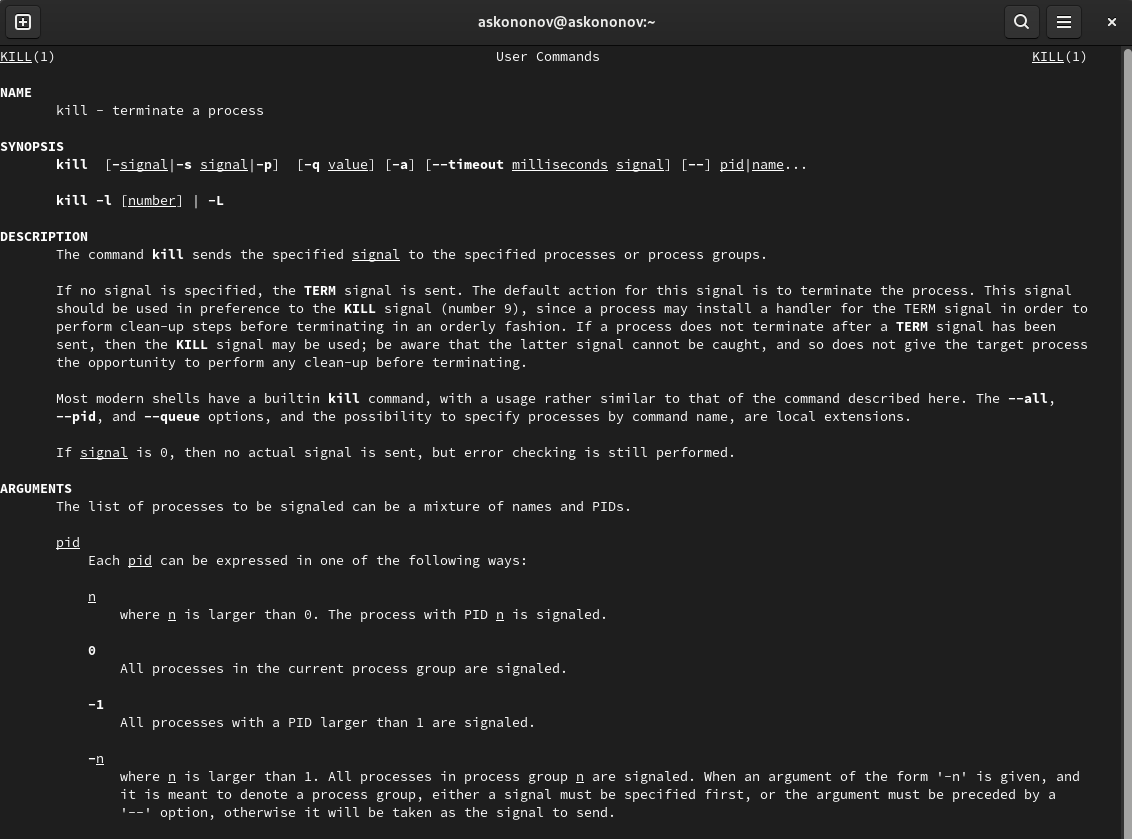 askononov@askononov:~
KILL(1) User Commands KILL(1)
NAME
kill - terminate a process
SYNOPSIS
kill [-signal|-s signal|-p] [-q value] [-a] [--timeout milliseconds signal] [--] pid|name...
kill -l [number] | -L
DESCRIPTION
The command kill sends the specified signal to the specified processes or process groups.
If no signal is specified, the TERM signal is sent. The default action for this signal is to terminate the process. This signal
should be used in preference to the KILL signal (number 9), since a process may install a handler for the TERM signal in order to
perform clean-up steps before terminating in an orderly fashion. If a process does not terminate after a TERM signal has been
sent, then the KILL signal may be used; be aware that the latter signal cannot be caught, and so does not give the target process
the opportunity to perform any clean-up before terminating.
Most modern shells have a builtin kill command, with a usage rather similar to that of the command described here. The --all,
--pid, and --queue options, and the possibility to specify processes by command name, are local extensions.
If signal is 0, then no actual signal is sent, but error checking is still performed.
ARGUMENTS
The list of processes to be signaled can be a mixture of names and PIDs.
pid
Each pid can be expressed in one of the following ways:
n
where n is larger than 0. The process with PID n is signaled.
0
All processes in the current process group are signaled.
-1
All processes with a PID larger than 1 are signaled.
-n
where n is larger than 1. All processes in process group n are signaled. When an argument of the form '-n' is given, and
it is meant to denote a process group, either a signal must be specified first, or the argument must be preceded by a
'--' option, otherwise it will be taken as the signal to send.